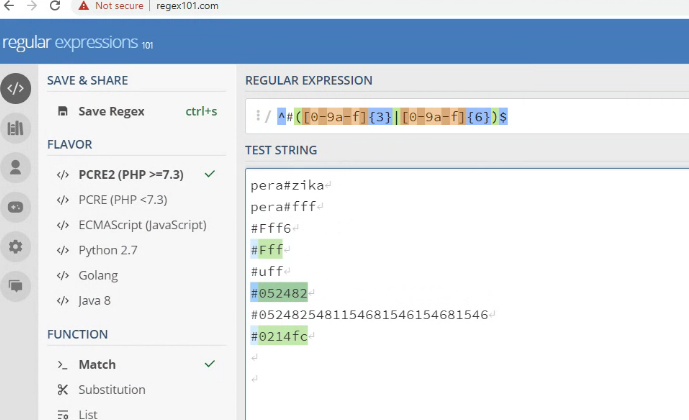 Not secure | regex101.com
regular expressions 101
SAVE & SHARE
Save Regex ctrl+s
FLAVOR
PCRE2 (PHP >=7.3)
PCRE (PHP <7.3)
ECMAScript (JavaScript)
Python 2.7
Golang
Java 8
FUNCTION
Match
Substitution
List
REGULAR EXPRESSION
/ ^#([0-9a-f]{3}|[0-9a-f]{6})$
TEST STRING
pera#zika
pera#fff
#Fff6
#Fff
#uff
#052482
#0524825481154681546154681546
#0214fc